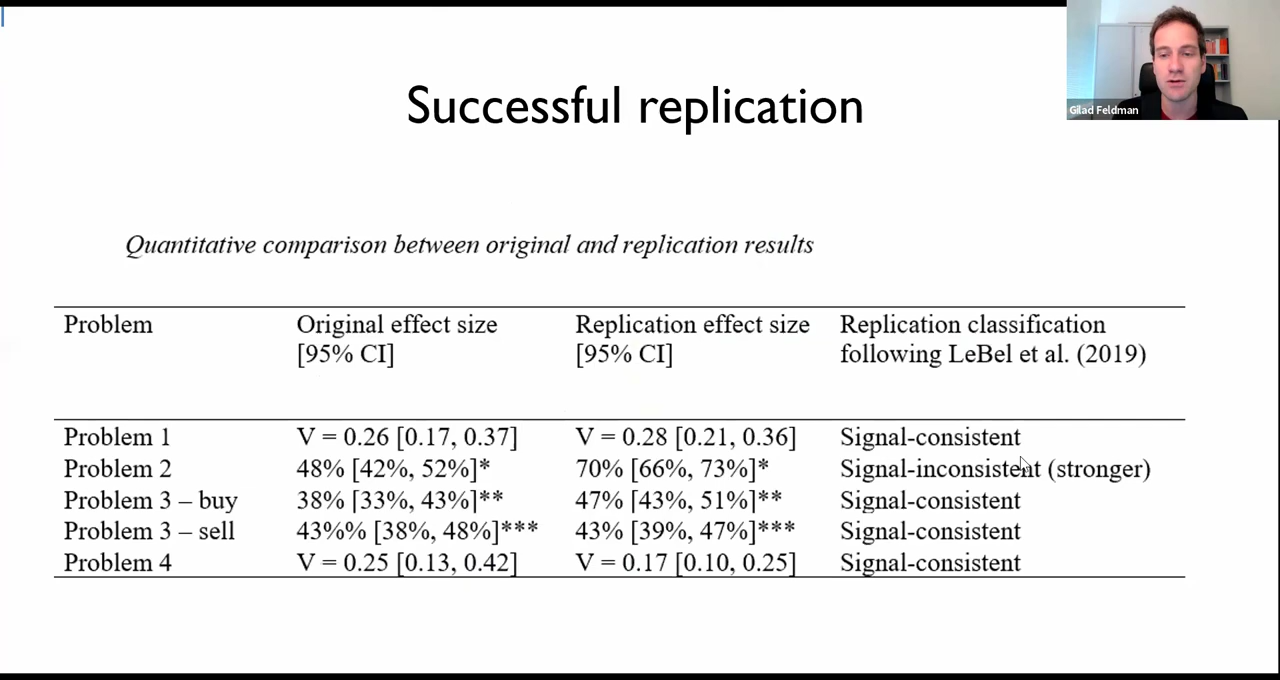 Successful replication
Gilad Feldman
Quantitative comparison between original and replication results
Problem Original effect size Replication effect size Replication classification
[95% CI] [95% CI] following LeBel et al. (2019)
Problem 1 V = 0.26 [0.17, 0.37] V = 0.28 [0.21, 0.36] Signal-consistent
Problem 2 48% [42%, 52%]* 70% [66%, 73%]* Signal-inconsistent (stronger)
Problem 3 – buy 38% [33%, 43%]** 47% [43%, 51%]** Signal-consistent
Problem 3 – sell 43%% [38%, 48%]*** 43% [39%, 47%]*** Signal-consistent
Problem 4 V = 0.25 [0.13, 0.42] V = 0.17 [0.10, 0.25] Signal-consistent